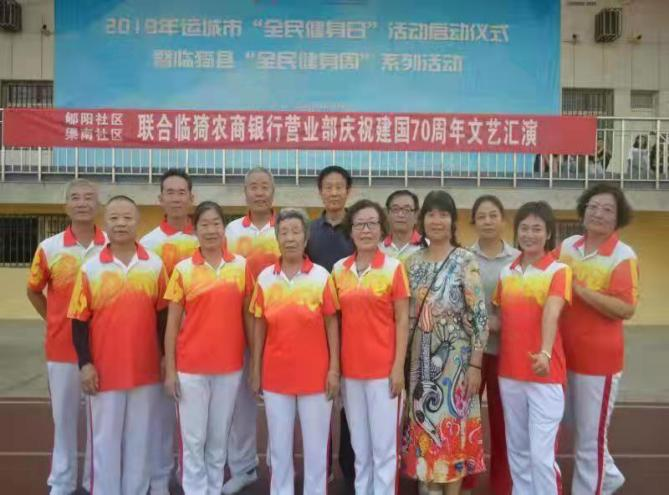 2019年运城市“全民健身日”活动启动仪式
暨临猗县“全民健身周”系列活动
郇阳社区
梁南社区
联合临猗农商银行营业部庆祝建国70周年文艺汇演